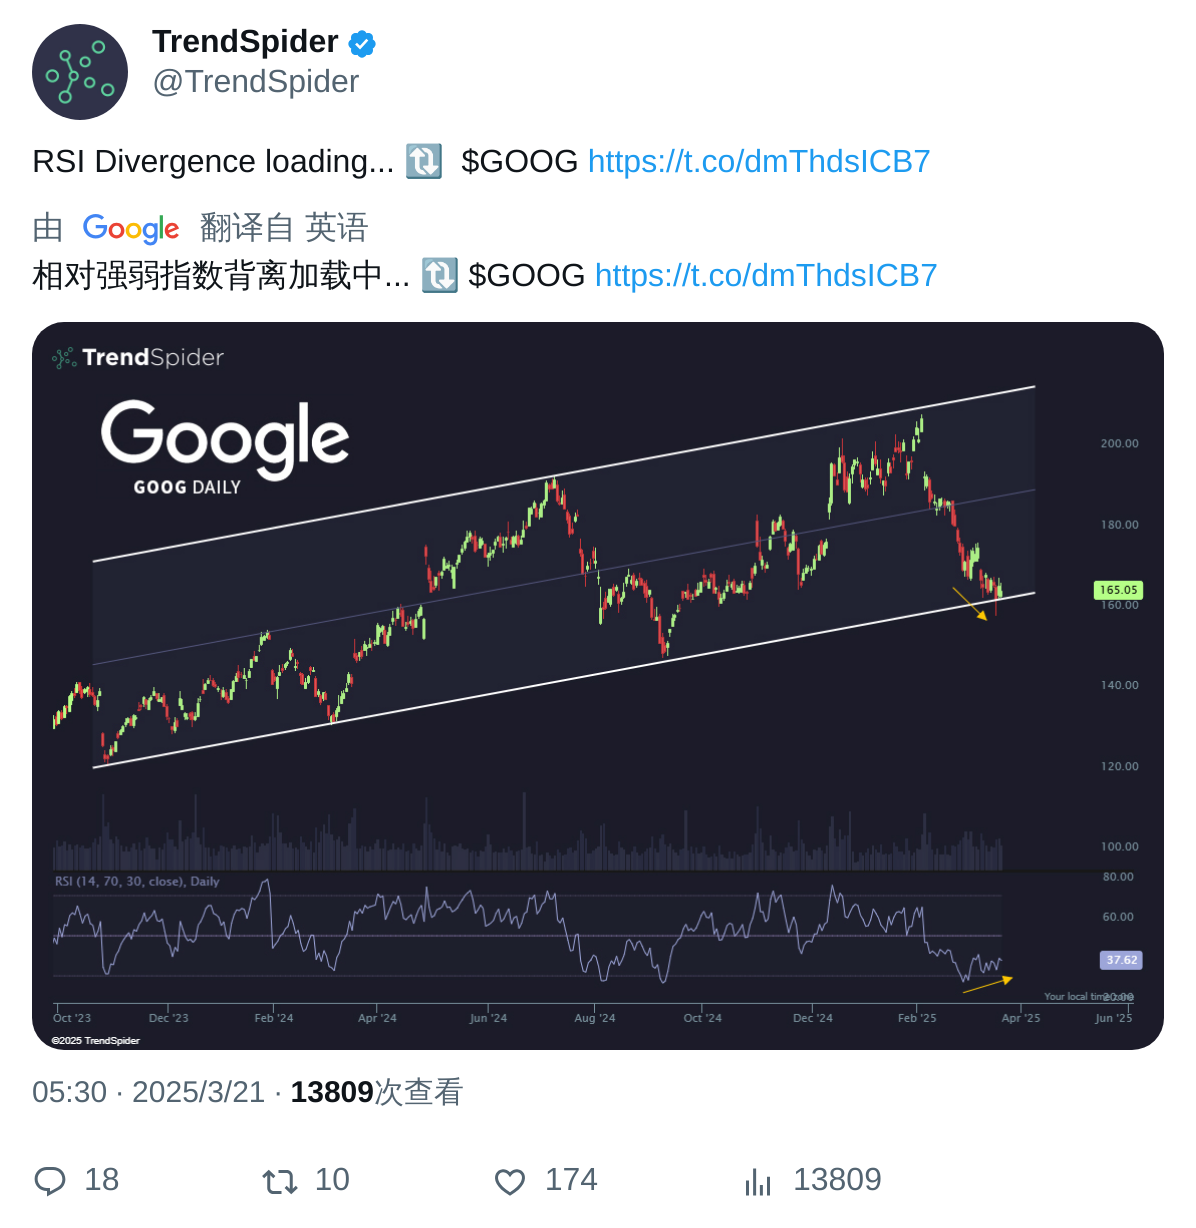 TrendSpider
@TrendSpider
RSI Divergence loading... 🔃 $GOOG https://t.co/dmThdsICB7
由 Google 翻译自 英语
相对强弱指数背离加载中... 🔃 $GOOG https://t.co/dmThdsICB7
TrendSpider
Google
GOOG DAILY
200.00
180.00
165.05
160.00
140.00
120.00
100.00
RSI (14, 70, 30, close), Daily
80.00
60.00
37.62
Your local time zone
20.00
Oct '23 Dec '23 Feb '24 Apr '24 Jun '24 Aug '24 Oct '24 Dec '24 Feb '25 Apr '25 Jun '25
©2025 TrendSpider
05:30 · 2025/3/21 · 13809次查看
18 10 174 13809